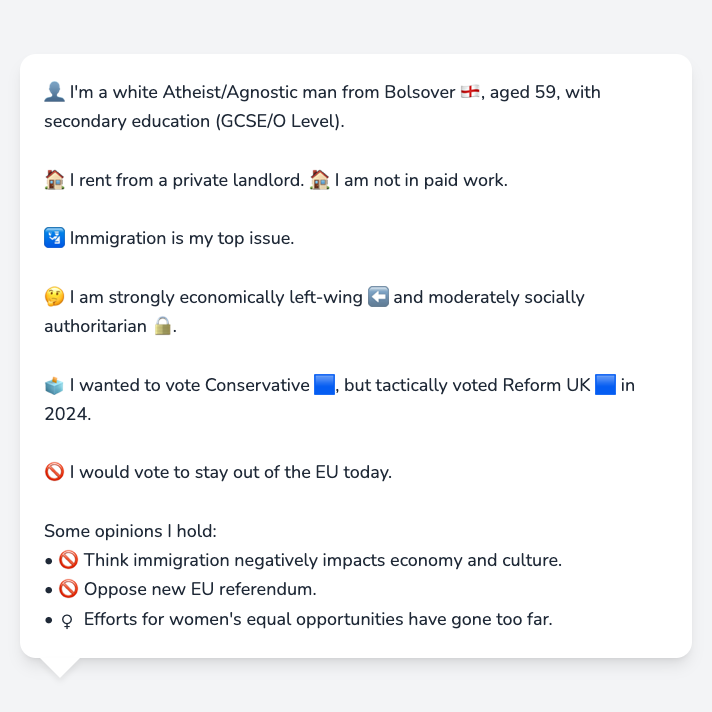 👤 I'm a white Atheist/Agnostic man from Bolsover 🏴󠁧󠁢󠁥󠁮󠁧󠁿, aged 59, with
secondary education (GCSE/O Level).
🏠 I rent from a private landlord. 🏠 I am not in paid work.
🛂 Immigration is my top issue.
🤔 I am strongly economically left-wing ⬅️ and moderately socially
authoritarian 🔒.
🗳️ I wanted to vote Conservative 🟦, but tactically voted Reform UK 🟦 in
2024.
🚫 I would vote to stay out of the EU today.
Some opinions I hold:
• 🚫 Think immigration negatively impacts economy and culture.
• 🚫 Oppose new EU referendum.
• ♀ Efforts for women's equal opportunities have gone too far.